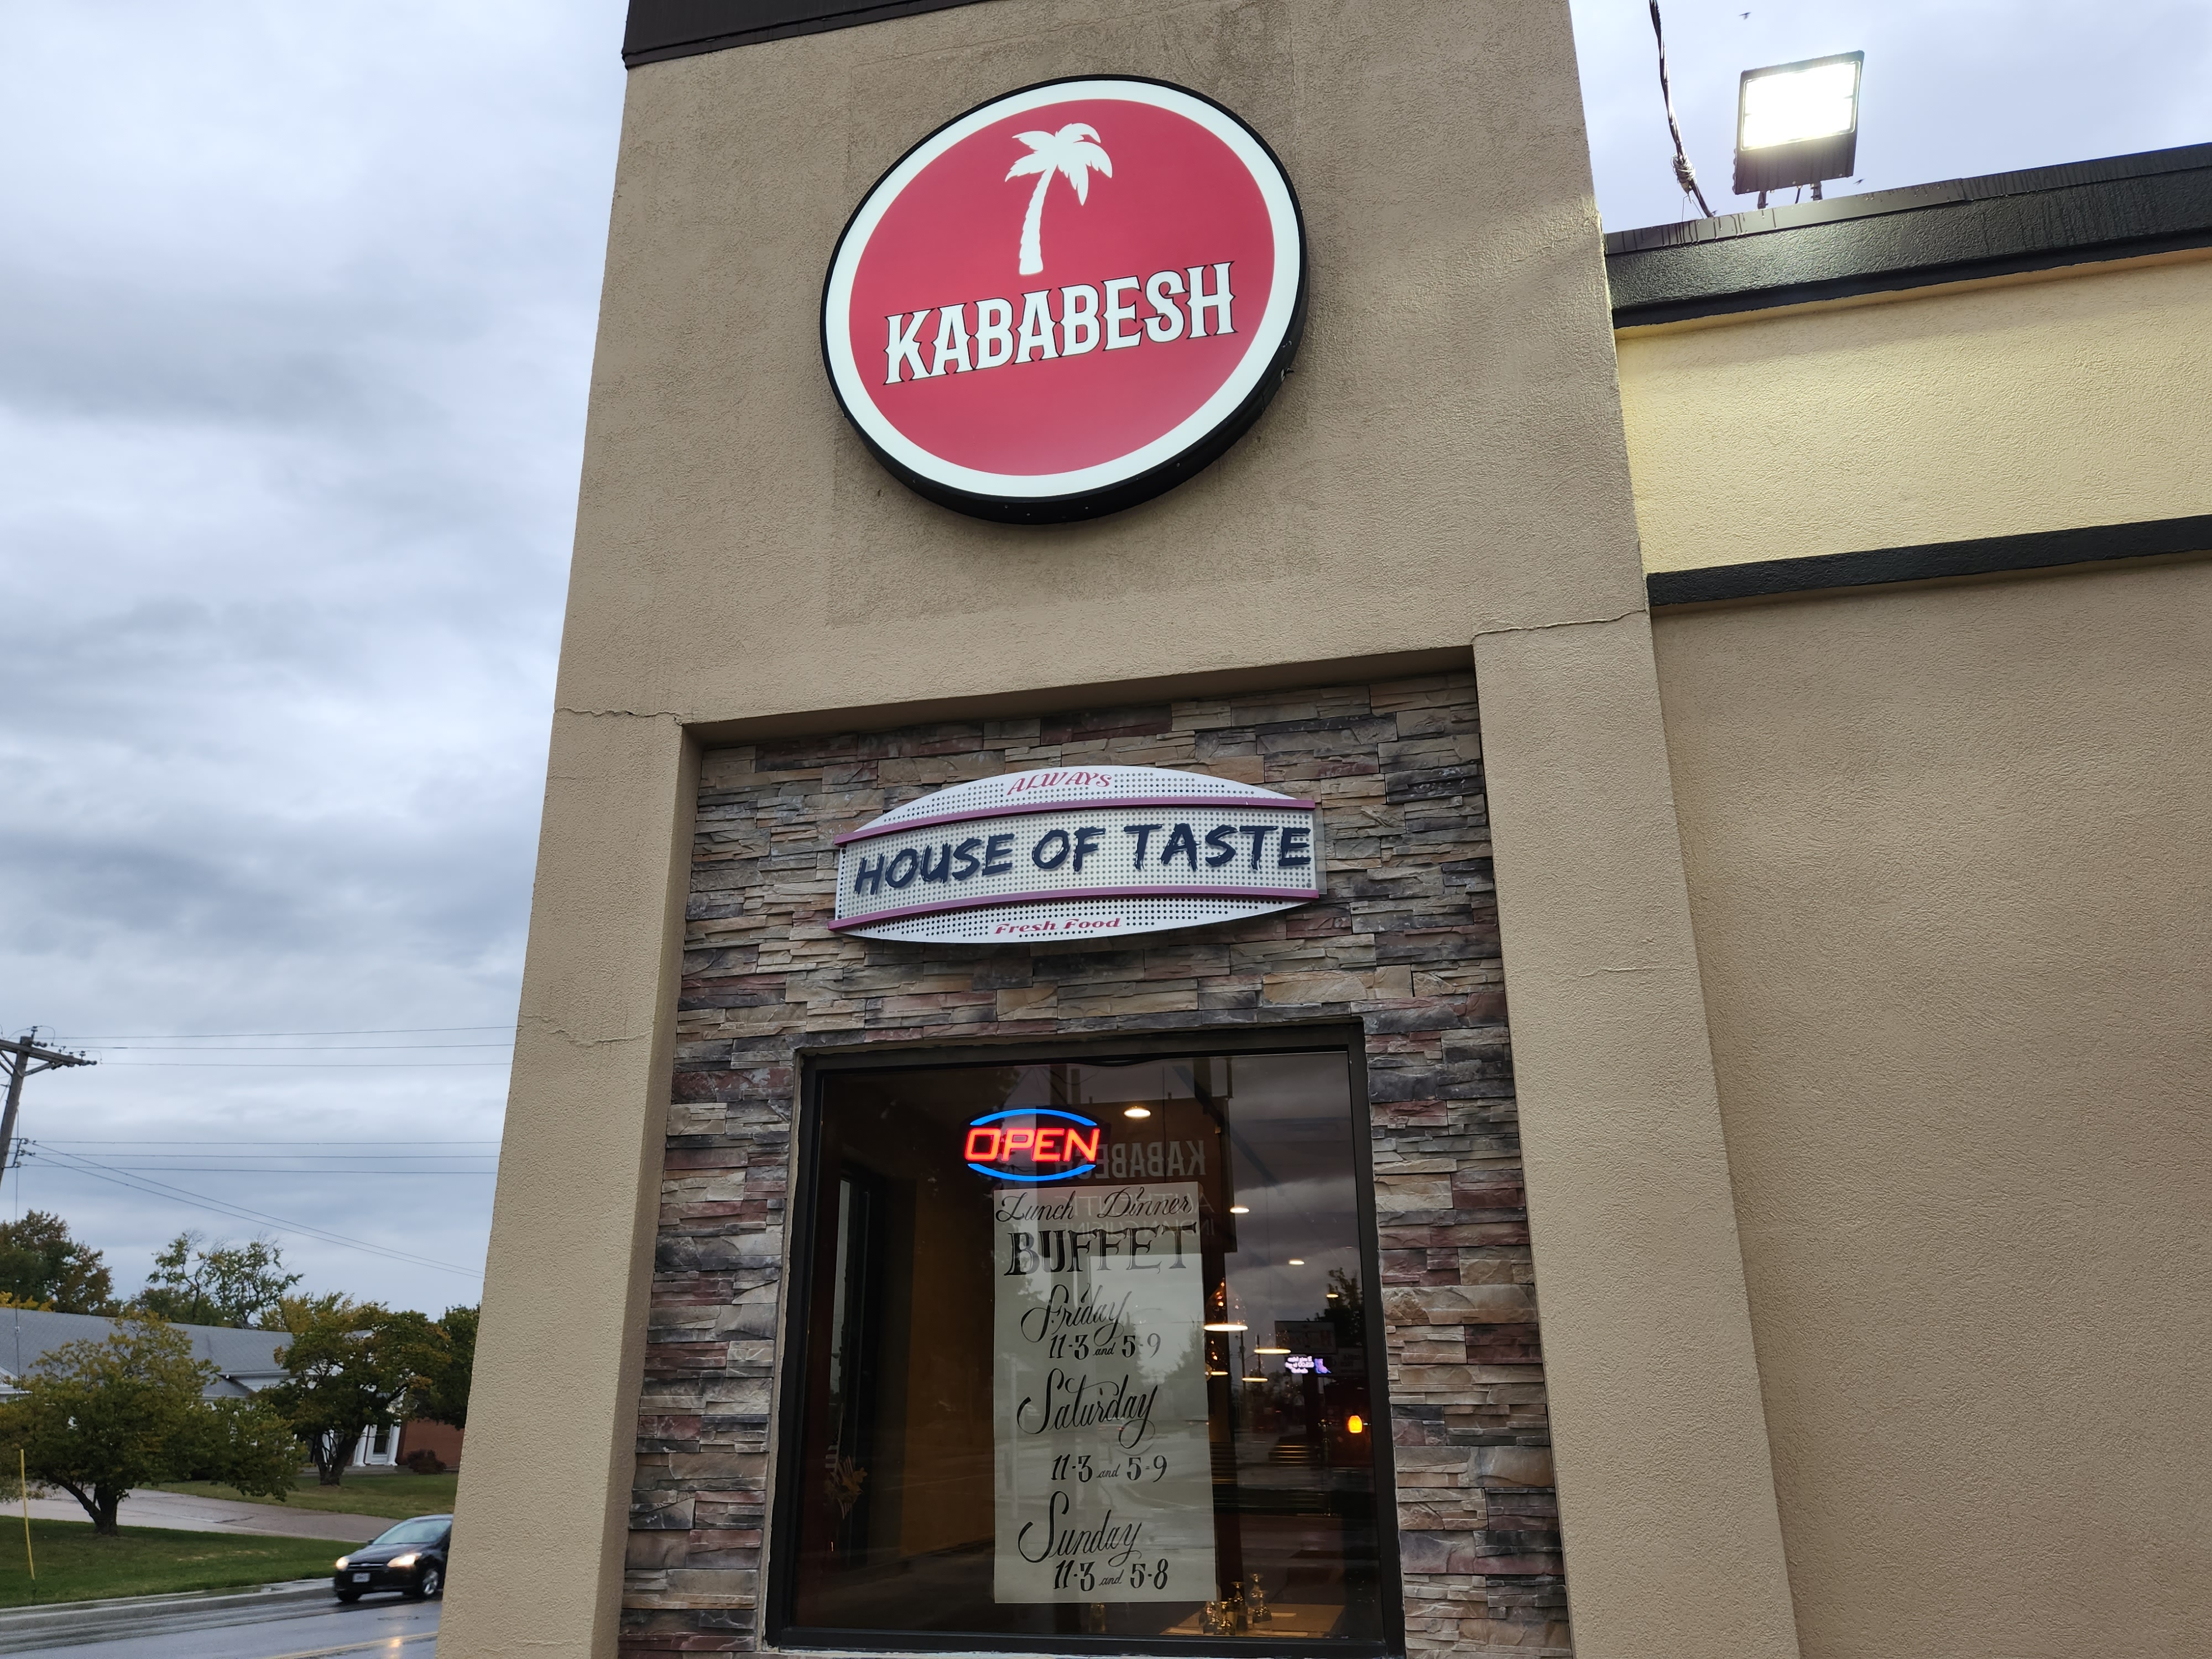 KABABESH
ALWAYS
HOUSE OF TASTE
Fresh Food
OPEN
KABABESH
Lunch Dinner
BUFFET
Friday
11-3 and 5-9
Saturday
11-3 and 5-9
Sunday
11-3 and 5-8